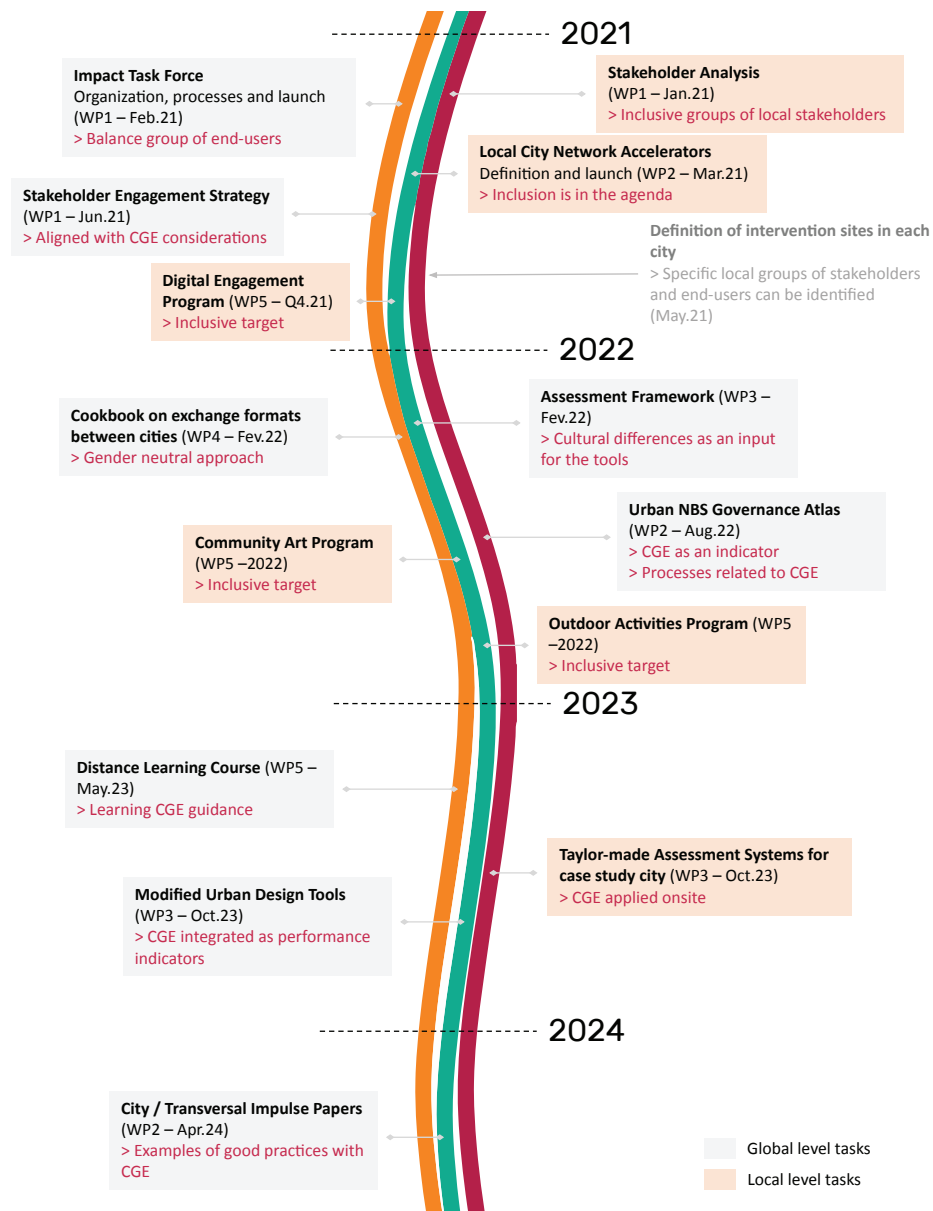 2021
Impact Task Force
Organization, processes and launch
(WP1 – Feb.21)
> Balance group of end-users
Stakeholder Analysis
(WP1 – Jan.21)
> Inclusive groups of local stakeholders
Local City Network Accelerators
Definition and launch (WP2 – Mar.21)
> Inclusion is in the agenda
Stakeholder Engagement Strategy
(WP1 – Jun.21)
> Aligned with CGE considerations
Definition of intervention sites in each
city
> Specific local groups of stakeholders
and end-users can be identified
(May.21)
Digital Engagement
Program (WP5 – Q4.21)
> Inclusive target
2022
Assessment Framework (WP3 –
Fev.22)
> Cultural differences as an input
for the tools
Cookbook on exchange formats
between cities (WP4 – Fev.22)
> Gender neutral approach
Urban NBS Governance Atlas
(WP2 – Aug.22)
> CGE as an indicator
> Processes related to CGE
Community Art Program
(WP5 –2022)
> Inclusive target
Outdoor Activities Program (WP5
–2022)
> Inclusive target
2023
Distance Learning Course (WP5 –
May.23)
> Learning CGE guidance
Taylor-made Assessment Systems for
case study city (WP3 – Oct.23)
> CGE applied onsite
Modified Urban Design Tools
(WP3 – Oct.23)
> CGE integrated as performance
indicators
2024
City / Transversal Impulse Papers
(WP2 – Apr.24)
> Examples of good practices with
CGE
Global level tasks
Local level tasks